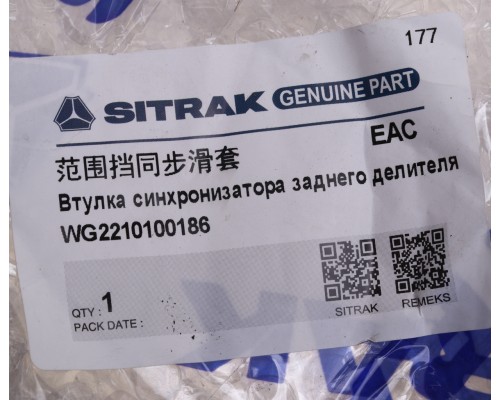 177
SITRAK GENUINE PART
EAC
范围挡同步滑套
Втулка синхронизатора заднего делителя
WG2210100186
QTY : 1
PACK DATE :
SITRAK REMEKS